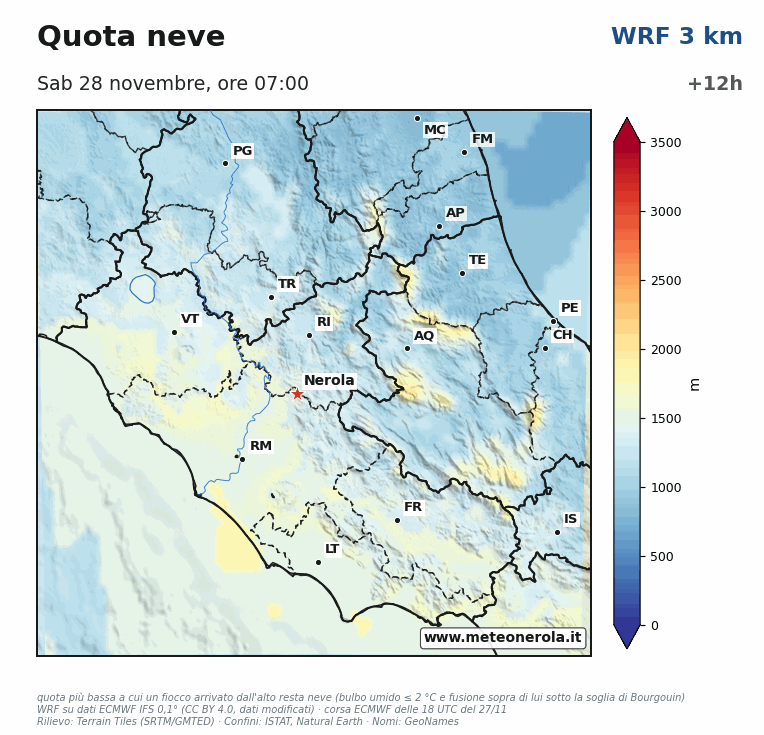 Quota neve
WRF 3 km
Sab 28 novembre, ore 07:00
+12h
MC
FM
PG
AP
TE
TR
PE
VT
RI
AQ
CH
Nerola
RM
FR
IS
LT
www.meteonerola.it
3500
3000
2500
2000
1500
1000
500
0
m
quota più bassa a cui un fiocco arrivato dall'alto resta neve (bulbo umido ≤ 2 °C e fusione sopra di lui sotto la soglia di Bourgouin)
WRF su dati ECMWF IFS 0,1° (CC BY 4.0, dati modificati) · corsa ECMWF delle 18 UTC del 27/11
Rilievo: Terrain Tiles (SRTM/GMTED) · Confini: ISTAT, Natural Earth · Nomi: GeoNames